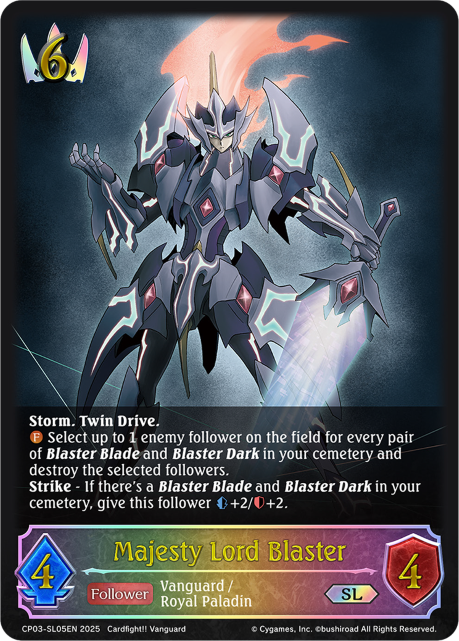 6
Storm. Twin Drive.
F Select up to 1 enemy follower on the field for every pair
of Blaster Blade and Blaster Dark in your cemetery and
destroy the selected followers.
Strike - If there's a Blaster Blade and Blaster Dark in your
cemetery, give this follower +2/+2.
Majesty Lord Blaster
4
Follower
Vanguard /
Royal Paladin
SL
4
CP03-SL05EN 2025 Cardfight!! Vanguard
© Cygames, Inc. ©bushiroad All Rights Reserved.